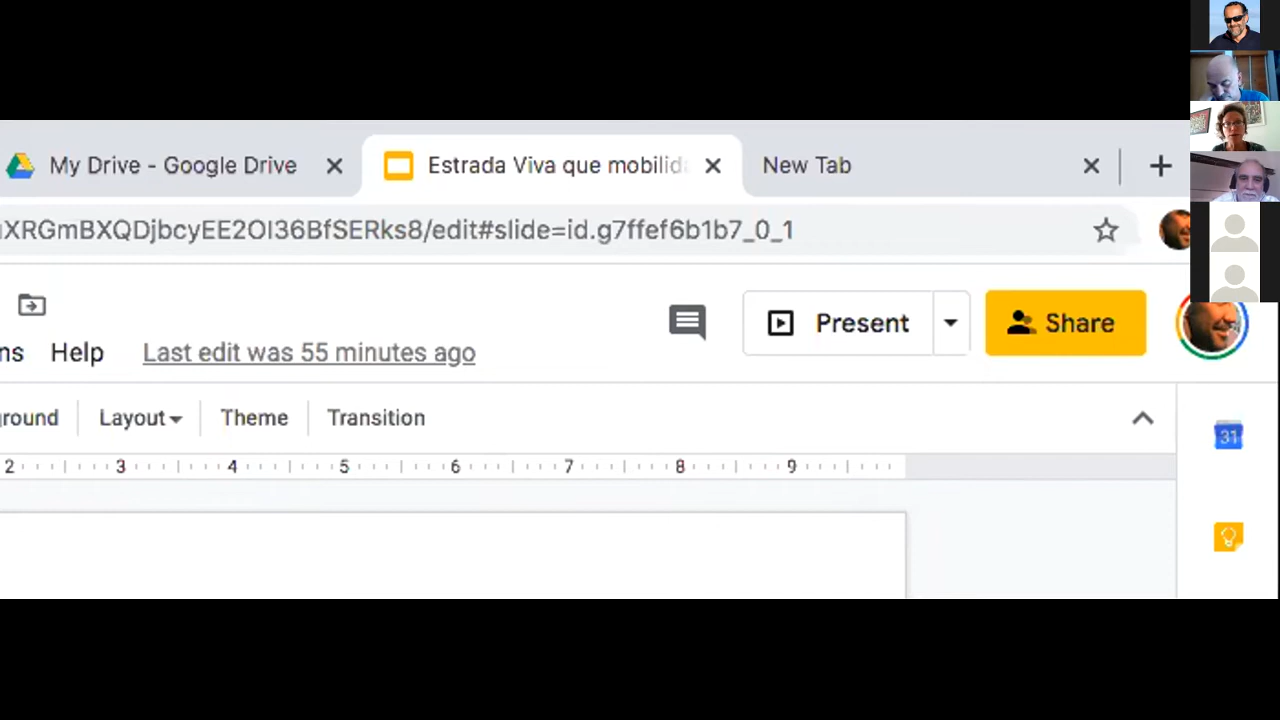 My Drive - Google Drive
Estrada Viva que mobilid
New Tab
XRGmBXQDjbcyEE2OI36BfSERks8/edit#slide=id.g7ffef6b1b7_0_1
Present
Share
ns Help Last edit was 55 minutes ago
round Layout Theme Transition
2 3 4 5 6 7 8 9
31